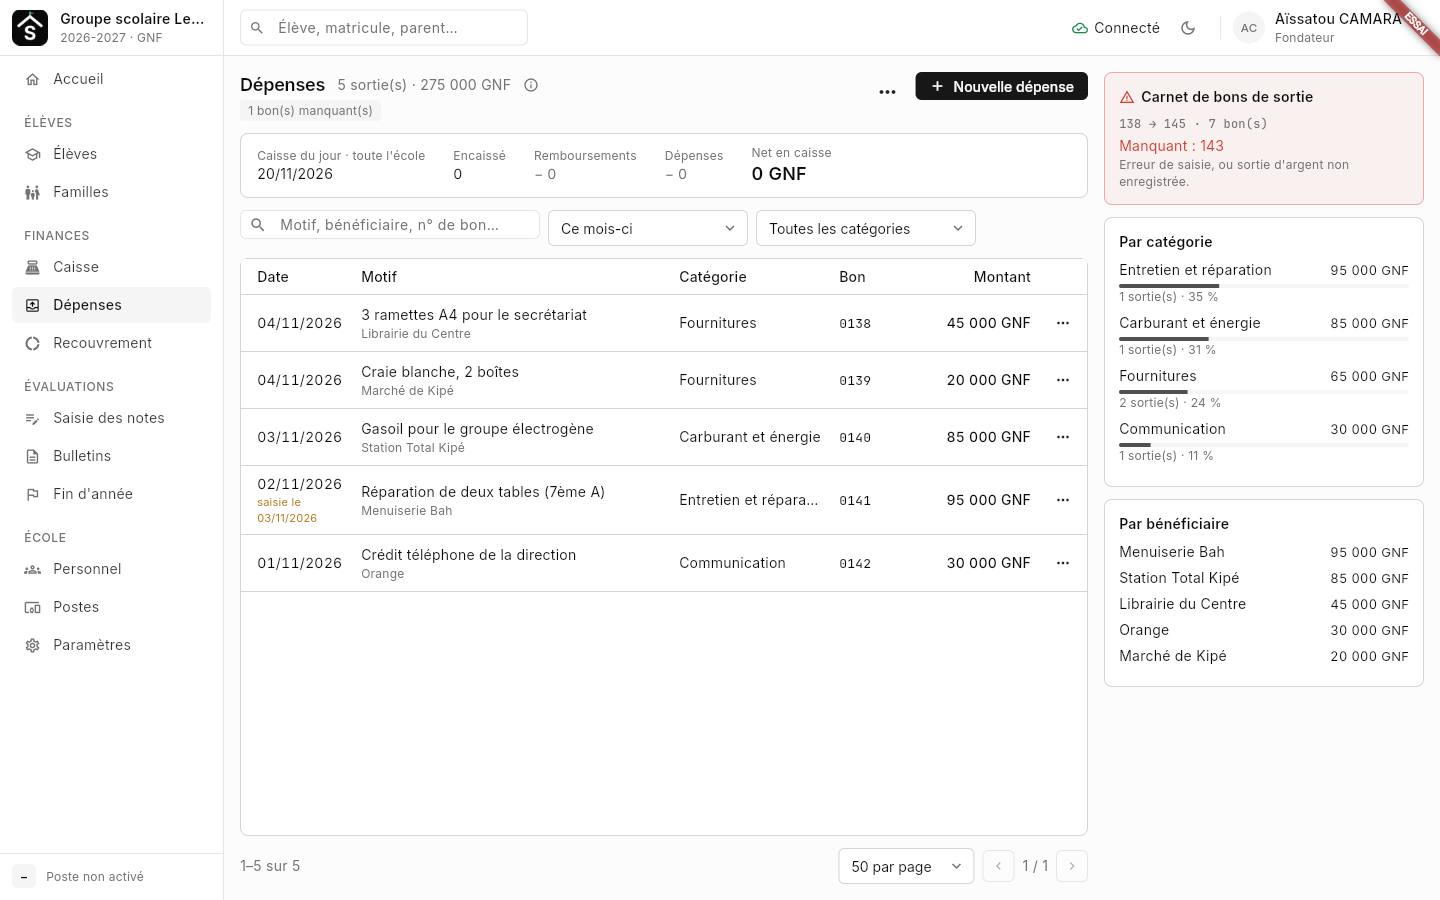 Groupe scolaire Le...
2026-2027 · GNF
Élève, matricule, parent...
Connecté
AC
Aïssatou CAMARA
Fondateur
ESSAI
Accueil
ÉLÈVES
Élèves
Familles
FINANCES
Caisse
Dépenses
Recouvrement
ÉVALUATIONS
Saisie des notes
Bulletins
Fin d'année
ÉCOLE
Personnel
Postes
Paramètres
–
Poste non activé
Dépenses 5 sortie(s) · 275 000 GNF
1 bon(s) manquant(s)
Nouvelle dépense
Caisse du jour · toute l'école
20/11/2026
Encaissé
0
Remboursements
– 0
Dépenses
– 0
Net en caisse
0 GNF
Motif, bénéficiaire, n° de bon...
Ce mois-ci
Toutes les catégories
Date Motif Catégorie Bon Montant
04/11/2026 3 ramettes A4 pour le secrétariat Fournitures 0138 45 000 GNF
Librairie du Centre
04/11/2026 Craie blanche, 2 boîtes Fournitures 0139 20 000 GNF
Marché de Kipé
03/11/2026 Gasoil pour le groupe électrogène Carburant et énergie 0140 85 000 GNF
Station Total Kipé
02/11/2026 Réparation de deux tables (7ème A) Entretien et répara... 0141 95 000 GNF
saisie le
03/11/2026
Menuiserie Bah
01/11/2026 Crédit téléphone de la direction Communication 0142 30 000 GNF
Orange
1–5 sur 5
50 par page
1 / 1
Carnet de bons de sortie
138 → 145 · 7 bon(s)
Manquant : 143
Erreur de saisie, ou sortie d'argent non
enregistrée.
Par catégorie
Entretien et réparation 95 000 GNF
1 sortie(s) · 35 %
Carburant et énergie 85 000 GNF
1 sortie(s) · 31 %
Fournitures 65 000 GNF
2 sortie(s) · 24 %
Communication 30 000 GNF
1 sortie(s) · 11 %
Par bénéficiaire
Menuiserie Bah 95 000 GNF
Station Total Kipé 85 000 GNF
Librairie du Centre 45 000 GNF
Orange 30 000 GNF
Marché de Kipé 20 000 GNF